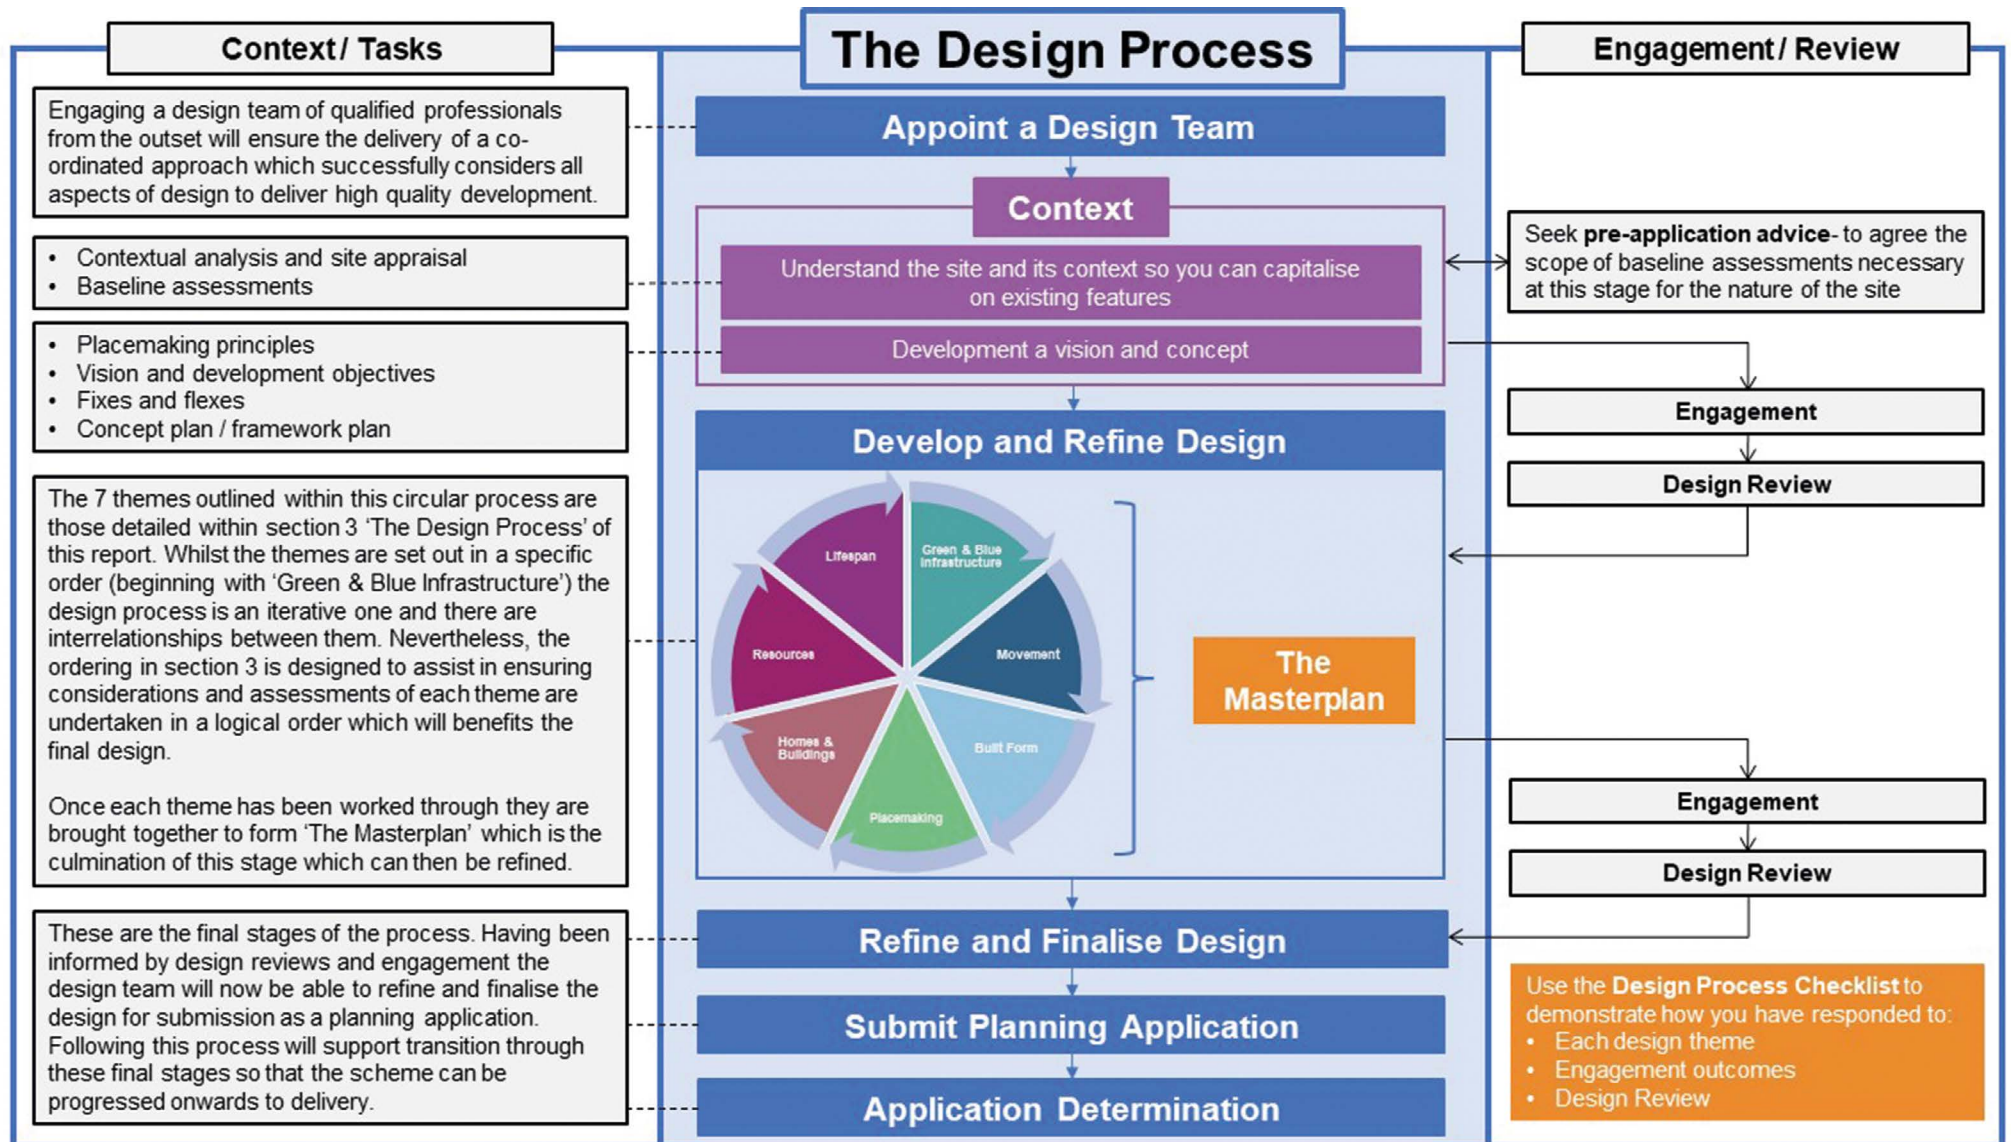 Context / Tasks
The Design Process
Engagement / Review
Engaging a design team of qualified professionals
from the outset will ensure the delivery of a co-
ordinated approach which successfully considers all
aspects of design to deliver high quality development.
• Contextual analysis and site appraisal
• Baseline assessments
• Placemaking principles
• Vision and development objectives
• Fixes and flexes
• Concept plan / framework plan
The 7 themes outlined within this circular process are
those detailed within section 3 ‘The Design Process’ of
this report. Whilst the themes are set out in a specific
order (beginning with ‘Green & Blue Infrastructure’) the
design process is an iterative one and there are
interrelationships between them. Nevertheless, the
ordering in section 3 is designed to assist in ensuring
considerations and assessments of each theme are
undertaken in a logical order which will benefits the
final design.
Once each theme has been worked through they are
brought together to form ‘The Masterplan’ which is the
culmination of this stage which can then be refined.
These are the final stages of the process. Having been
informed by design reviews and engagement the
design team will now be able to refine and finalise the
design for submission as a planning application.
Following this process will support transition through
these final stages so that the scheme can be
progressed onwards to delivery.
Appoint a Design Team
Context
Understand the site and its context so you can capitalise
on existing features
Development a vision and concept
Develop and Refine Design
Green & Blue
Infrastructure
Movement
Built Form
Placemaking
Homes &
Buildings
Resources
Lifespan
The
Masterplan
Refine and Finalise Design
Submit Planning Application
Application Determination
Seek pre-application advice- to agree the
scope of baseline assessments necessary
at this stage for the nature of the site
Engagement
Design Review
Engagement
Design Review
Use the Design Process Checklist to
demonstrate how you have responded to:
• Each design theme
• Engagement outcomes
• Design Review